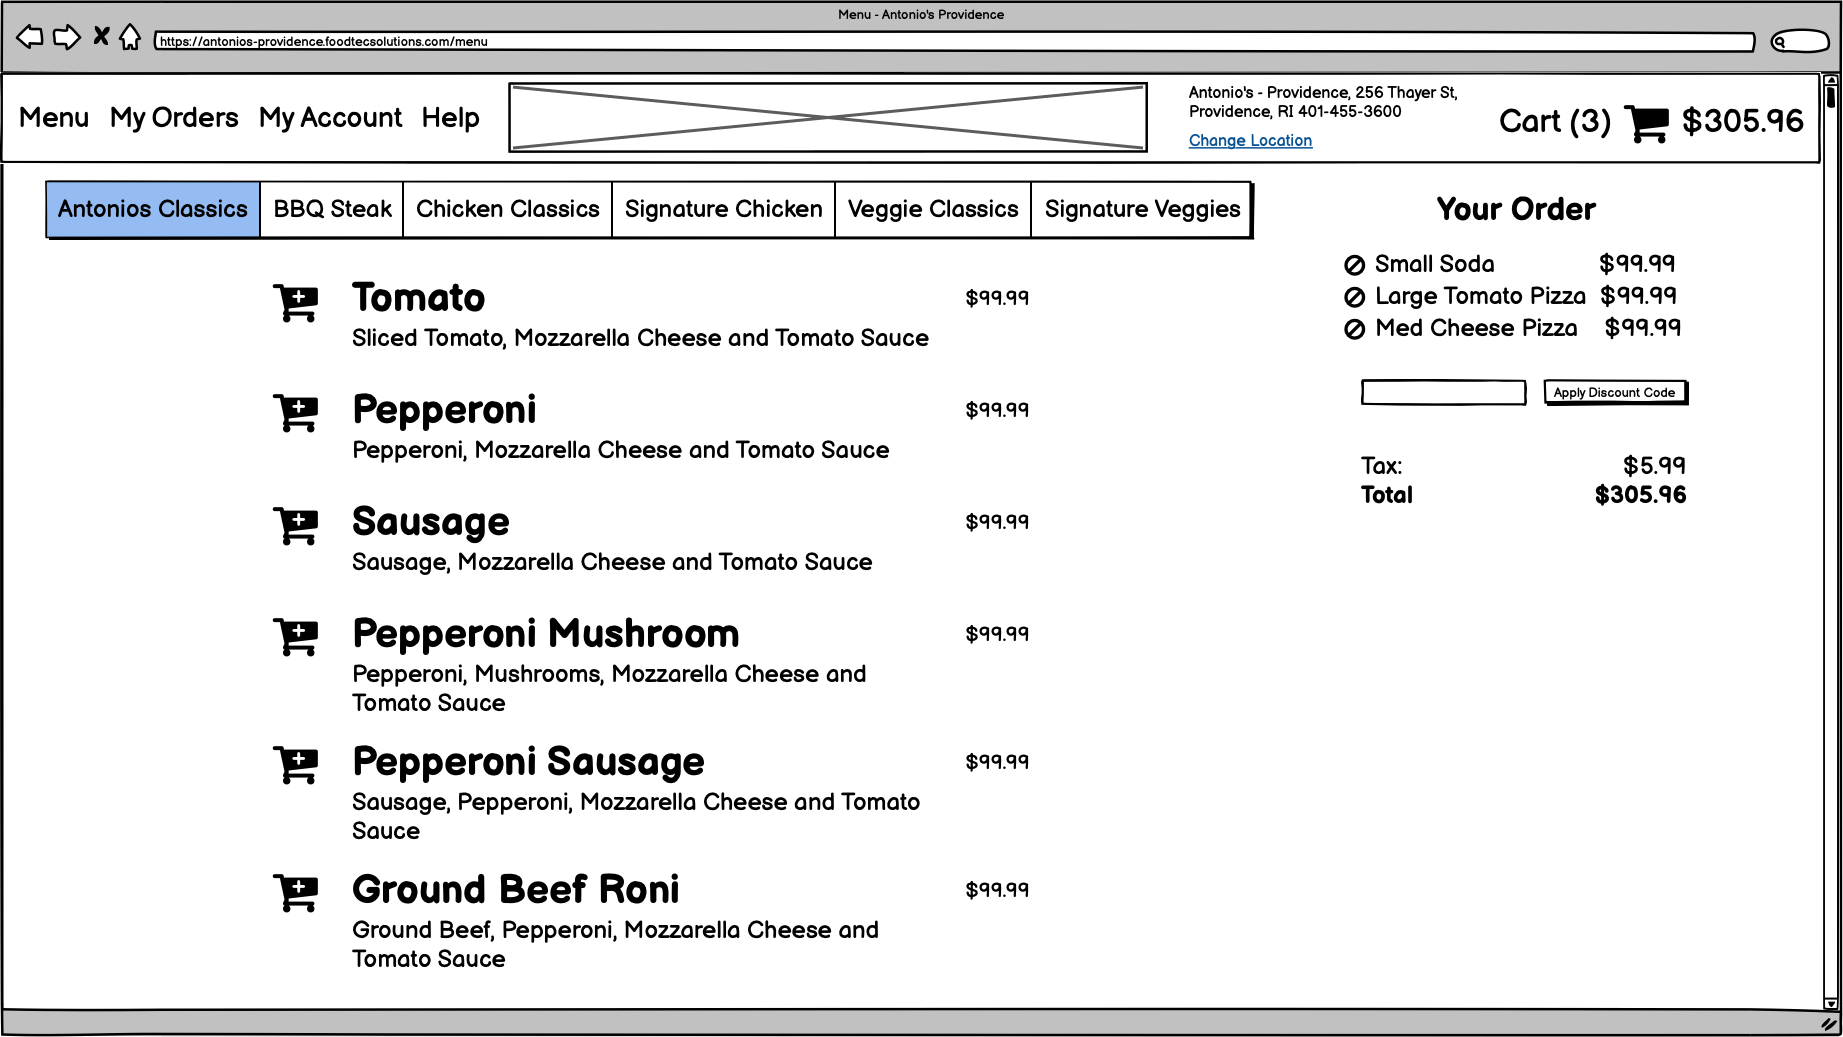 Menu - Antonio's Providence
https://antonios-providence.foodtecsolutions.com/menu
Menu My Orders My Account Help
Antonio's - Providence, 256 Thayer St,
Providence, RI 401-455-3600
Change Location
Cart (3) $305.96
Antonios Classics BBQ Steak Chicken Classics Signature Chicken Veggie Classics Signature Veggies
Tomato $99.99
Sliced Tomato, Mozzarella Cheese and Tomato Sauce
Pepperoni $99.99
Pepperoni, Mozzarella Cheese and Tomato Sauce
Sausage $99.99
Sausage, Mozzarella Cheese and Tomato Sauce
Pepperoni Mushroom $99.99
Pepperoni, Mushrooms, Mozzarella Cheese and
Tomato Sauce
Pepperoni Sausage $99.99
Sausage, Pepperoni, Mozzarella Cheese and Tomato
Sauce
Ground Beef Roni $99.99
Ground Beef, Pepperoni, Mozzarella Cheese and
Tomato Sauce
Your Order
Small Soda $99.99
Large Tomato Pizza $99.99
Med Cheese Pizza $99.99
Apply Discount Code
Tax: $5.99
Total $305.96